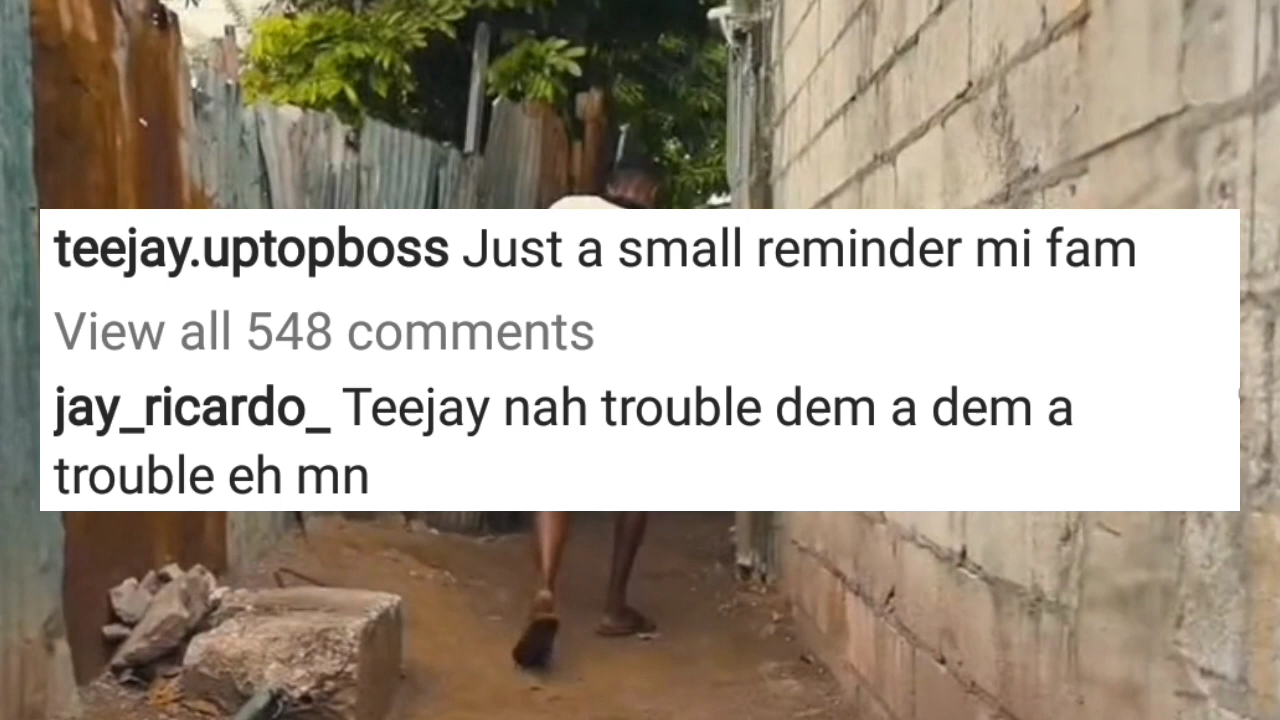 teejay.uptopboss Just a small reminder mi fam
View all 548 comments
jay_ricardo_ Teejay nah trouble dem a dem a
trouble eh mn